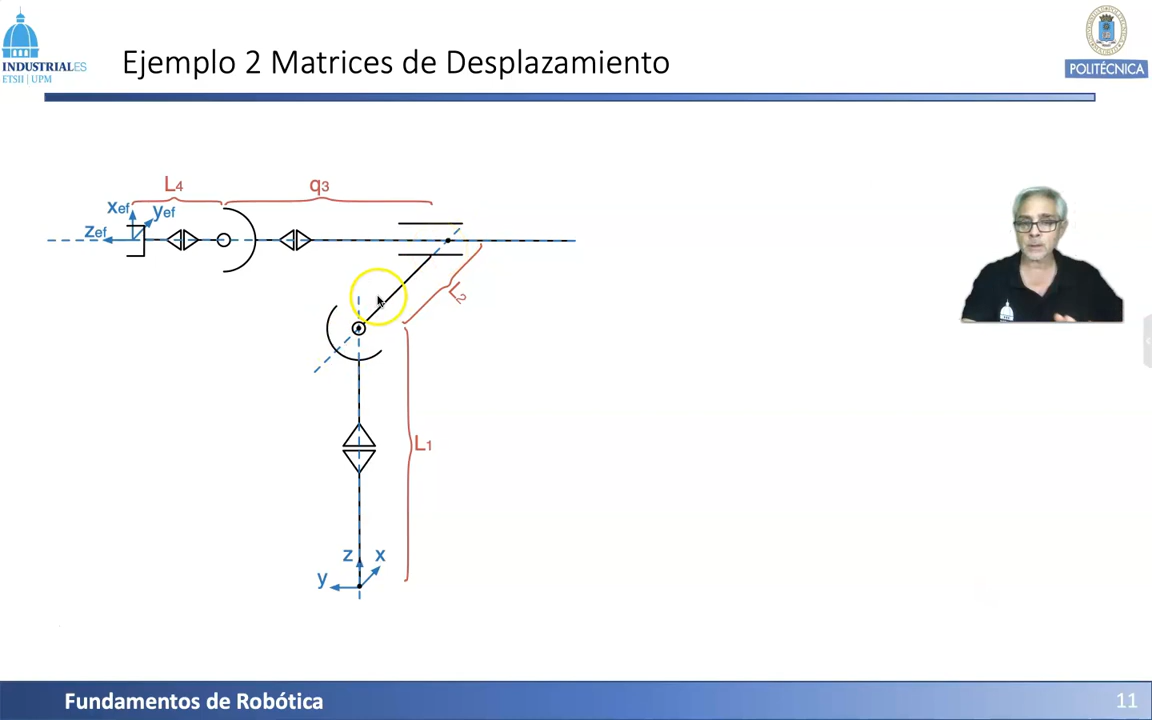 INDUSTRIALES
ETSII | UPM
Ejemplo 2 Matrices de Desplazamiento
POLITÉCNICA
L4
q3
xef
yef
zef
L2
L1
z
x
y
Fundamentos de Robótica
11